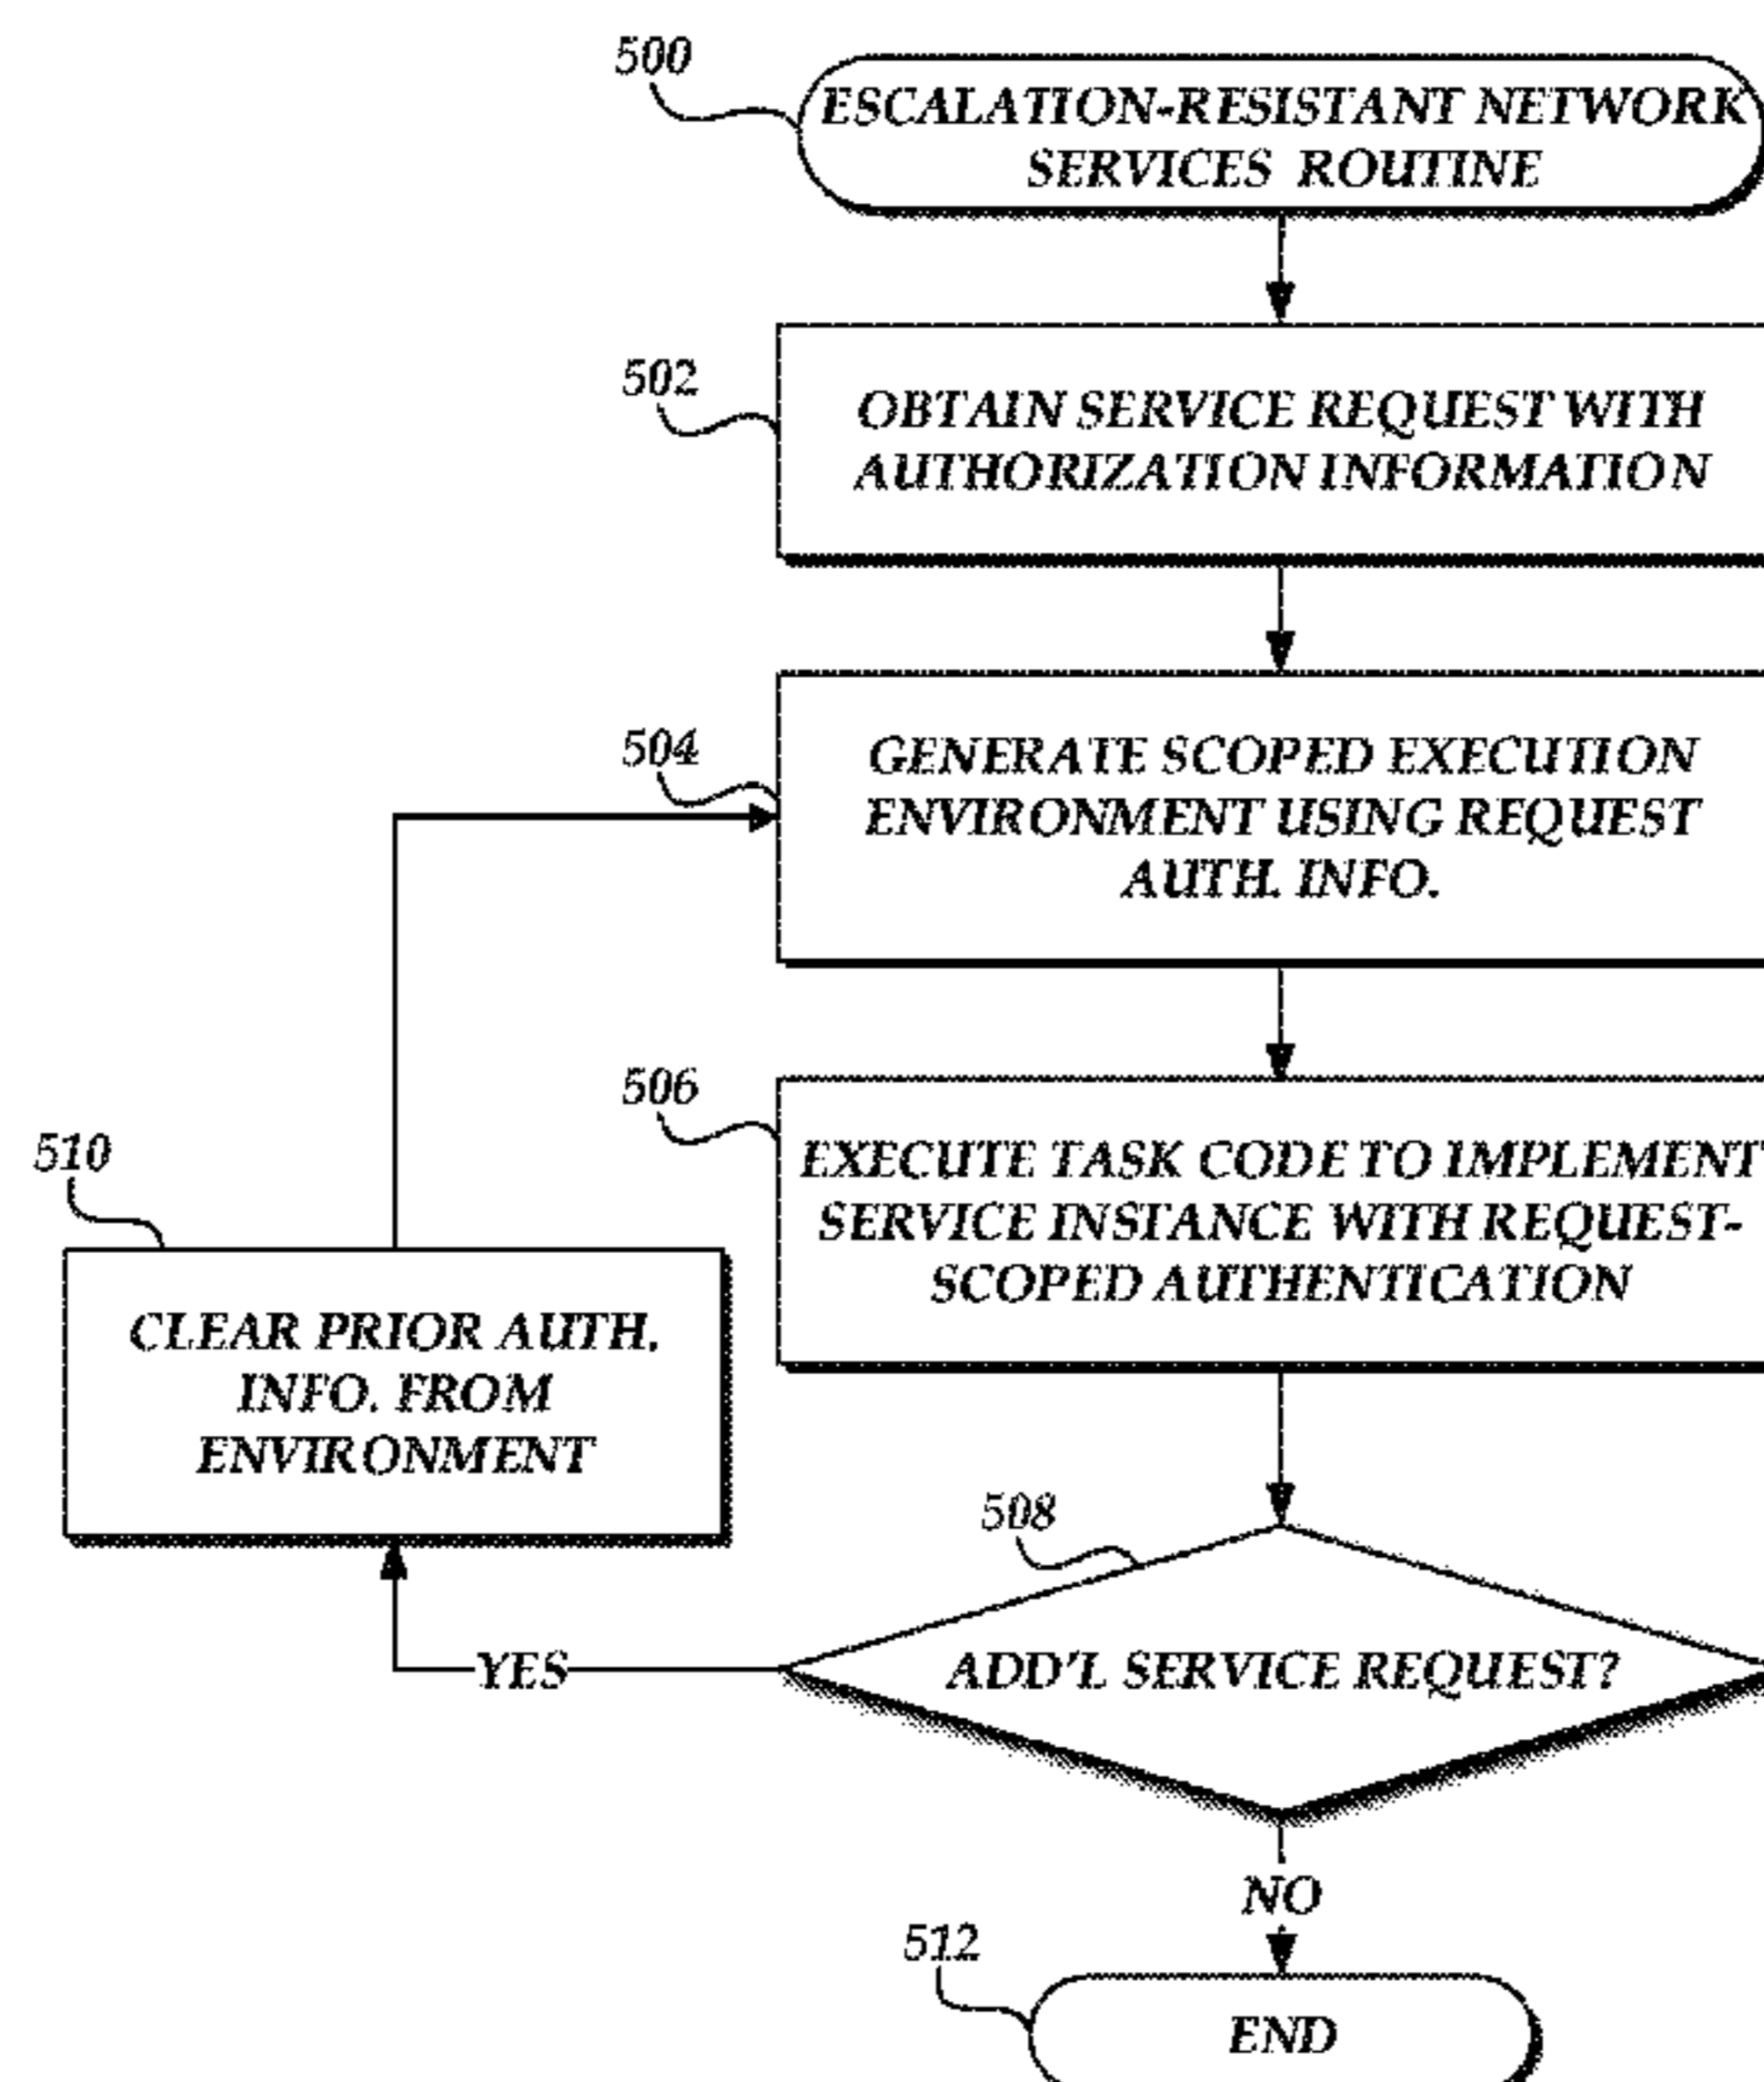 500
ESCALATION-RESISTANT NETWORK
SERVICES ROUTINE
502
OBTAIN SERVICE REQUEST WITH
AUTHORIZATION INFORMATION
504
GENERATE SCOPED EXECUTION
ENVIRONMENT USING REQUEST
AUTH. INFO.
506
EXECUTE TASK CODE TO IMPLEMENT
SERVICE INSTANCE WITH REQUEST-
SCOPED AUTHENTICATION
510
CLEAR PRIOR AUTH.
INFO. FROM
ENVIRONMENT
508
ADD'L SERVICE REQUEST?
YES
NO
512
END